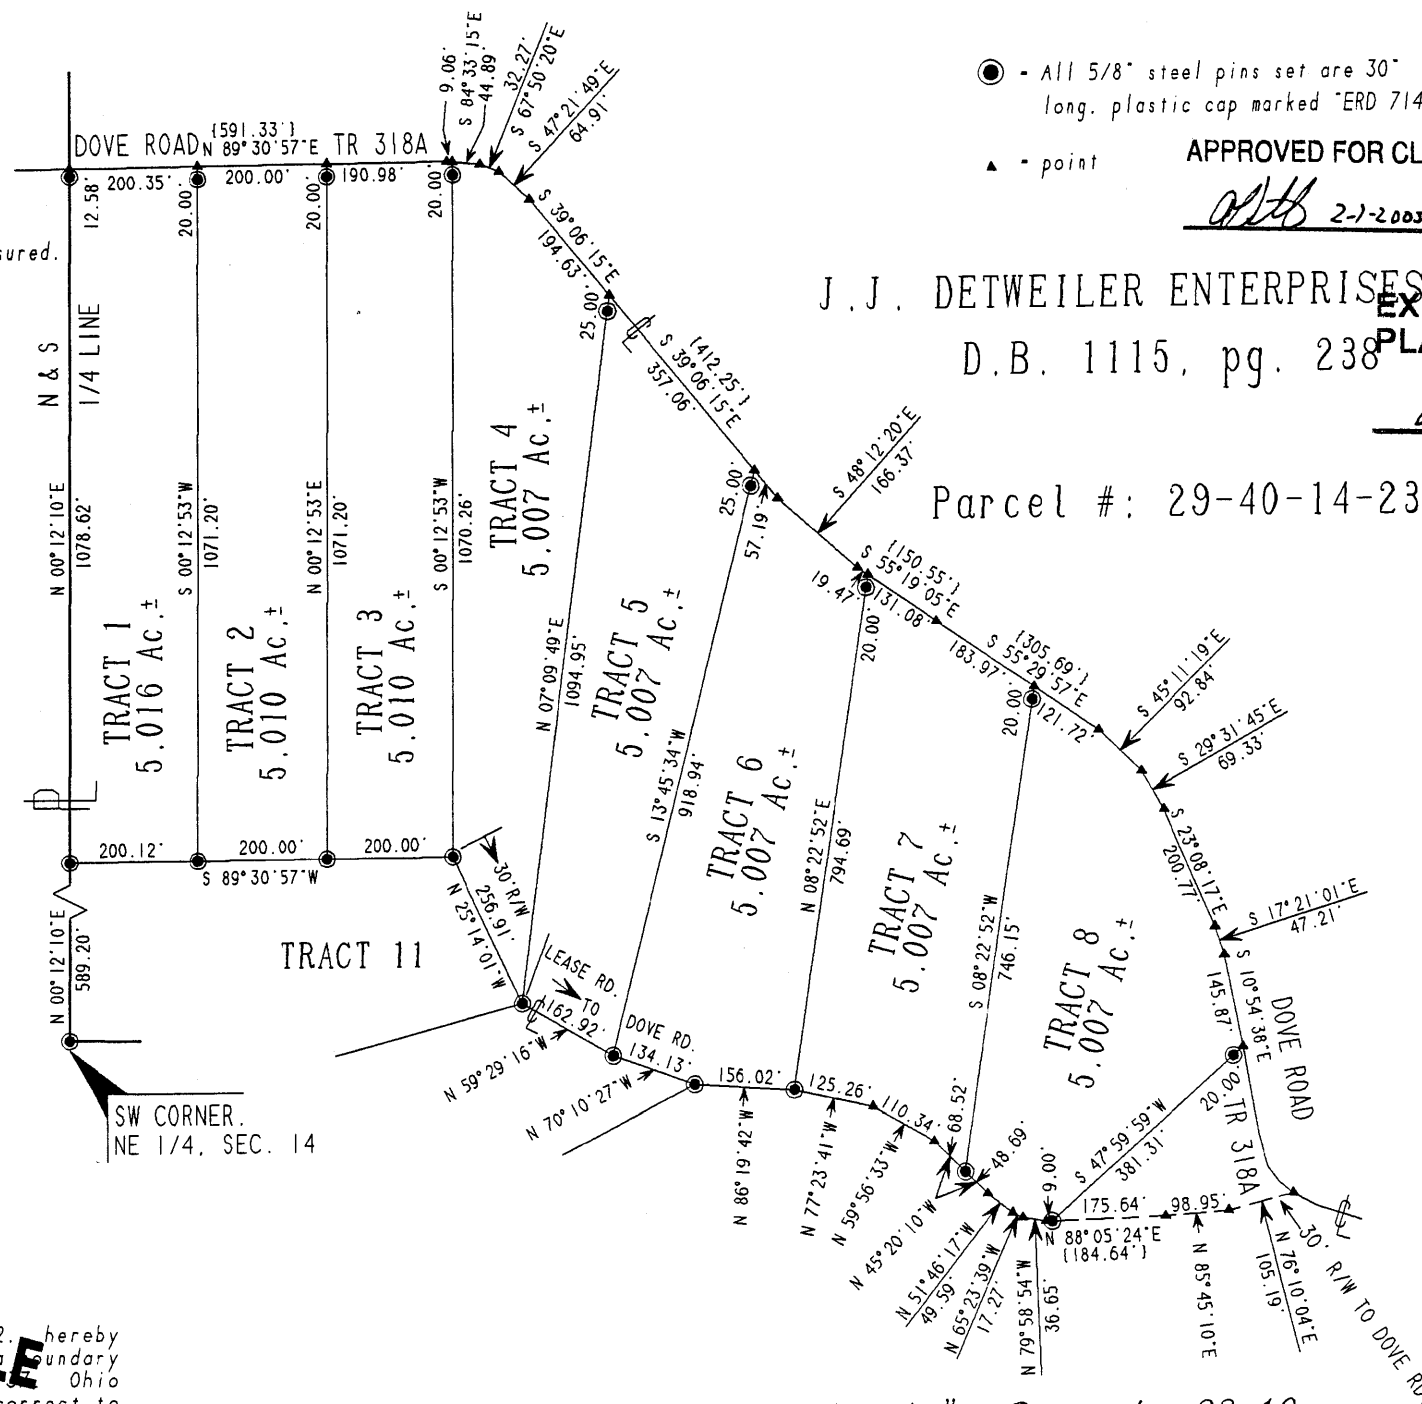 - All 5/8" steel pins set are 30"
long, plastic cap marked "ERD 714
▲ - point
APPROVED FOR CL
2-7-2003
J.J. DETWEILER ENTERPRISES
EX
PLA
D.B. 1115, pg. 238
Parcel #: 29-40-14-23
DOVE ROAD
{591.33'}
N 89°30'57"E
TR 318A
9.06'
S 84°33'15"E
44.89'
32.27'
S 67°50'20"E
S 47°21'49"E
64.91'
200.35'
200.00'
190.98'
12.58'
20.00'
20.00'
20.00'
S 39°06'15"E
194.63'
25.00'
{412.25'}
S 39°06'15"E
357.06'
sured.
N & S
1/4 LINE
N 00°12'10"E
1078.62'
S 00°12'53"W
1071.20'
N 00°12'53"E
1071.20'
S 00°12'53"W
1070.26'
TRACT 1
5.016 Ac.±
TRACT 2
5.010 Ac.±
TRACT 3
5.010 Ac.±
TRACT 4
5.007 Ac.±
N 07°09'49"E
1094.95'
TRACT 5
5.007 Ac.±
25.00'
57.19'
S 48°12'20"E
166.37'
S 13°45'34"W
918.94'
{150.55'}
S 55°19'05"E
19.47'
131.08'
20.00'
TRACT 6
5.007 Ac.±
N 08°22'52"E
794.69'
{305.69'}
S 55°29'57"E
183.97'
121.72'
20.00'
TRACT 7
5.007 Ac.±
S 08°22'52"W
746.15'
S 45°11'19"E
92.84'
S 29°31'45"E
69.33'
S 23°08'17"E
200.77'
S 17°21'01"E
47.21'
S 10°54'38"E
145.87'
TRACT 8
5.007 Ac.±
DOVE ROAD
TR 318A
20.00'
S 47°59'59"W
381.31'
200.12'
200.00'
200.00'
S 89°30'57"W
N 00°12'10"E
589.20'
30' R/W
256.91'
N 25°14'01"W
TRACT 11
LEASE RD.
TO
DOVE RD.
162.92'
N 59°29'16"W
134.13'
N 70°10'27"W
156.02'
N 86°19'42"W
125.26'
N 77°23'41"W
110.34'
N 59°56'33"W
68.52'
N 45°20'10"W
48.69'
N 51°46'17"W
49.59'
N 65°23'39"W
17.27'
N 79°58'54"W
36.65'
9.00'
175.64'
N 88°05'24"E
{184.64'}
98.95'
N 85°45'10"E
N 76°10'04"E
105.19'
30' R/W TO DOVE RD
SW CORNER,
NE 1/4, SEC. 14
2. hereby
undary
Ohio
correct to